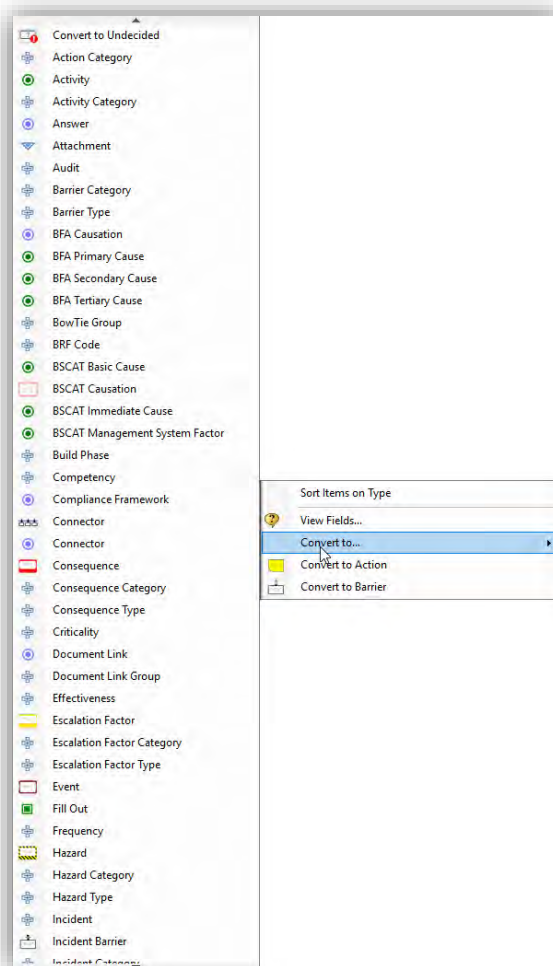 Convert to Undecided
Action Category
Activity
Activity Category
Answer
Attachment
Audit
Barrier Category
Barrier Type
BFA Causation
BFA Primary Cause
BFA Secondary Cause
BFA Tertiary Cause
BowTie Group
BRF Code
BSCAT Basic Cause
BSCAT Causation
BSCAT Immediate Cause
BSCAT Management System Factor
Build Phase
Competency
Compliance Framework
Connector
Connector
Consequence
Consequence Category
Consequence Type
Criticality
Document Link
Document Link Group
Effectiveness
Escalation Factor
Escalation Factor Category
Escalation Factor Type
Event
Fill Out
Frequency
Hazard
Hazard Category
Hazard Type
Incident
Incident Barrier
Incident Category
Sort Items on Type
View Fields...
Convert to...
Convert to Action
Convert to Barrier